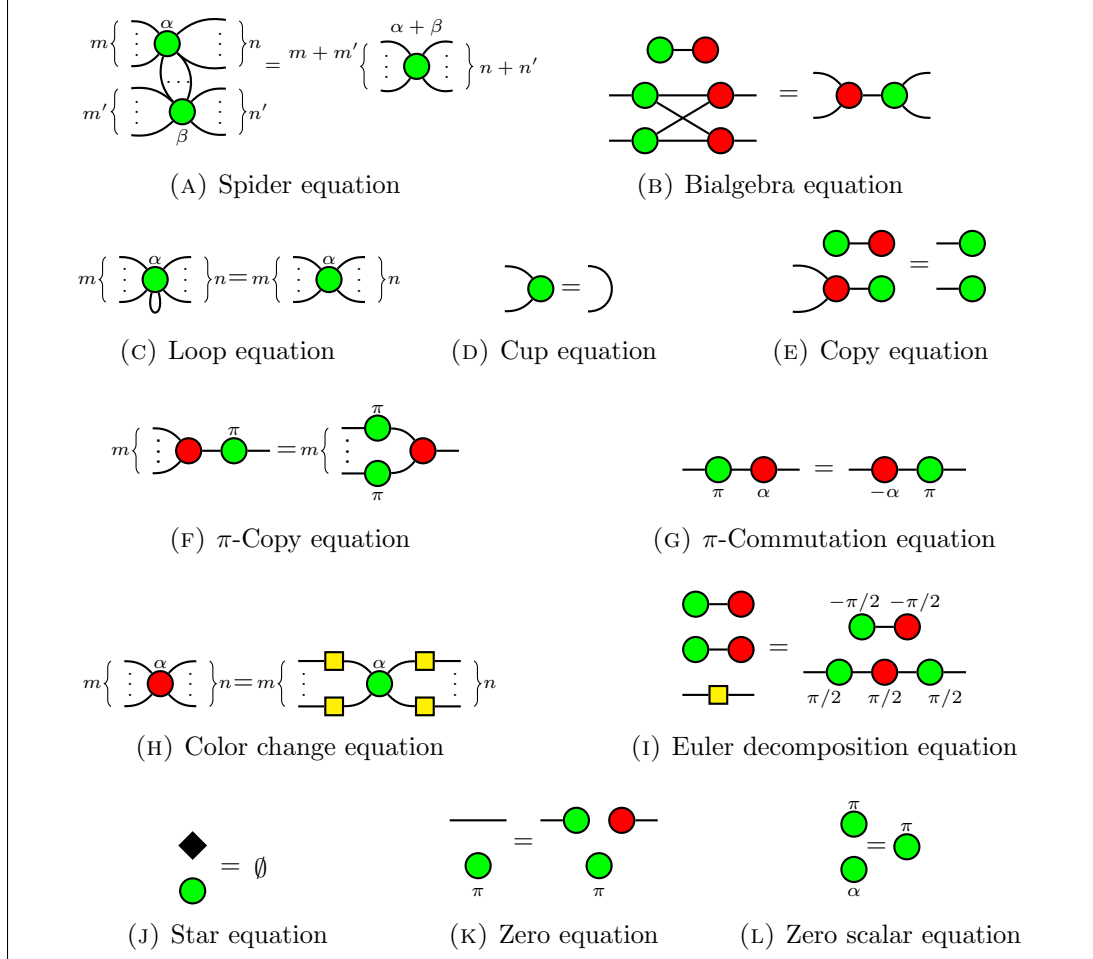 α
m { ⋮ ⋮ } n
…
m′ { ⋮ ⋮ } n′
β
=
α + β
m + m′ { ⋮ ⋮ } n + n′
=
(A) Spider equation (B) Bialgebra equation
α α
m { ⋮ ⋮ } n = m { ⋮ ⋮ } n
=
=
(C) Loop equation (D) Cup equation (E) Copy equation
π π
m { ⋮ = m { ⋮
π
=
π α −α π
(F) π-Copy equation (G) π-Commutation equation
α α
m { ⋮ ⋮ } n = m { ⋮ ⋮ } n
−π/2 −π/2
=
π/2 π/2 π/2
(H) Color change equation (I) Euler decomposition equation
= ∅
=
π π
π π
=
α
(J) Star equation (K) Zero equation (L) Zero scalar equation